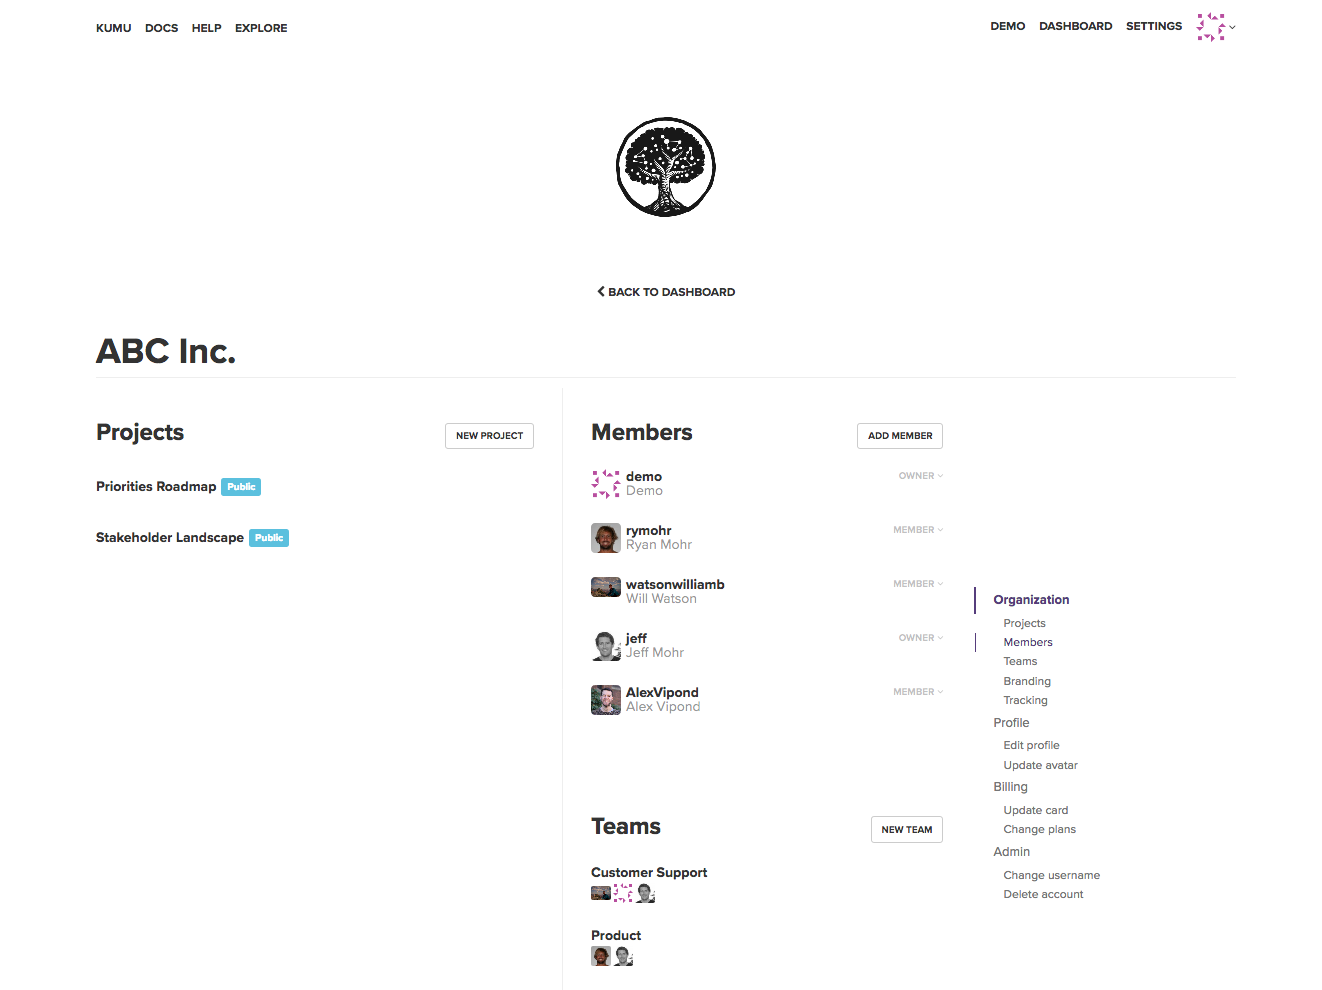 KUMU DOCS HELP EXPLORE
DEMO DASHBOARD SETTINGS
BACK TO DASHBOARD
ABC Inc.
Projects
NEW PROJECT
Priorities Roadmap Public
Stakeholder Landscape Public
Members
ADD MEMBER
demo
Demo
OWNER
rymohr
Ryan Mohr
MEMBER
watsonwilliamb
Will Watson
MEMBER
jeff
Jeff Mohr
OWNER
AlexVipond
Alex Vipond
MEMBER
Teams
NEW TEAM
Customer Support
Product
Organization
Projects
Members
Teams
Branding
Tracking
Profile
Edit profile
Update avatar
Billing
Update card
Change plans
Admin
Change username
Delete account